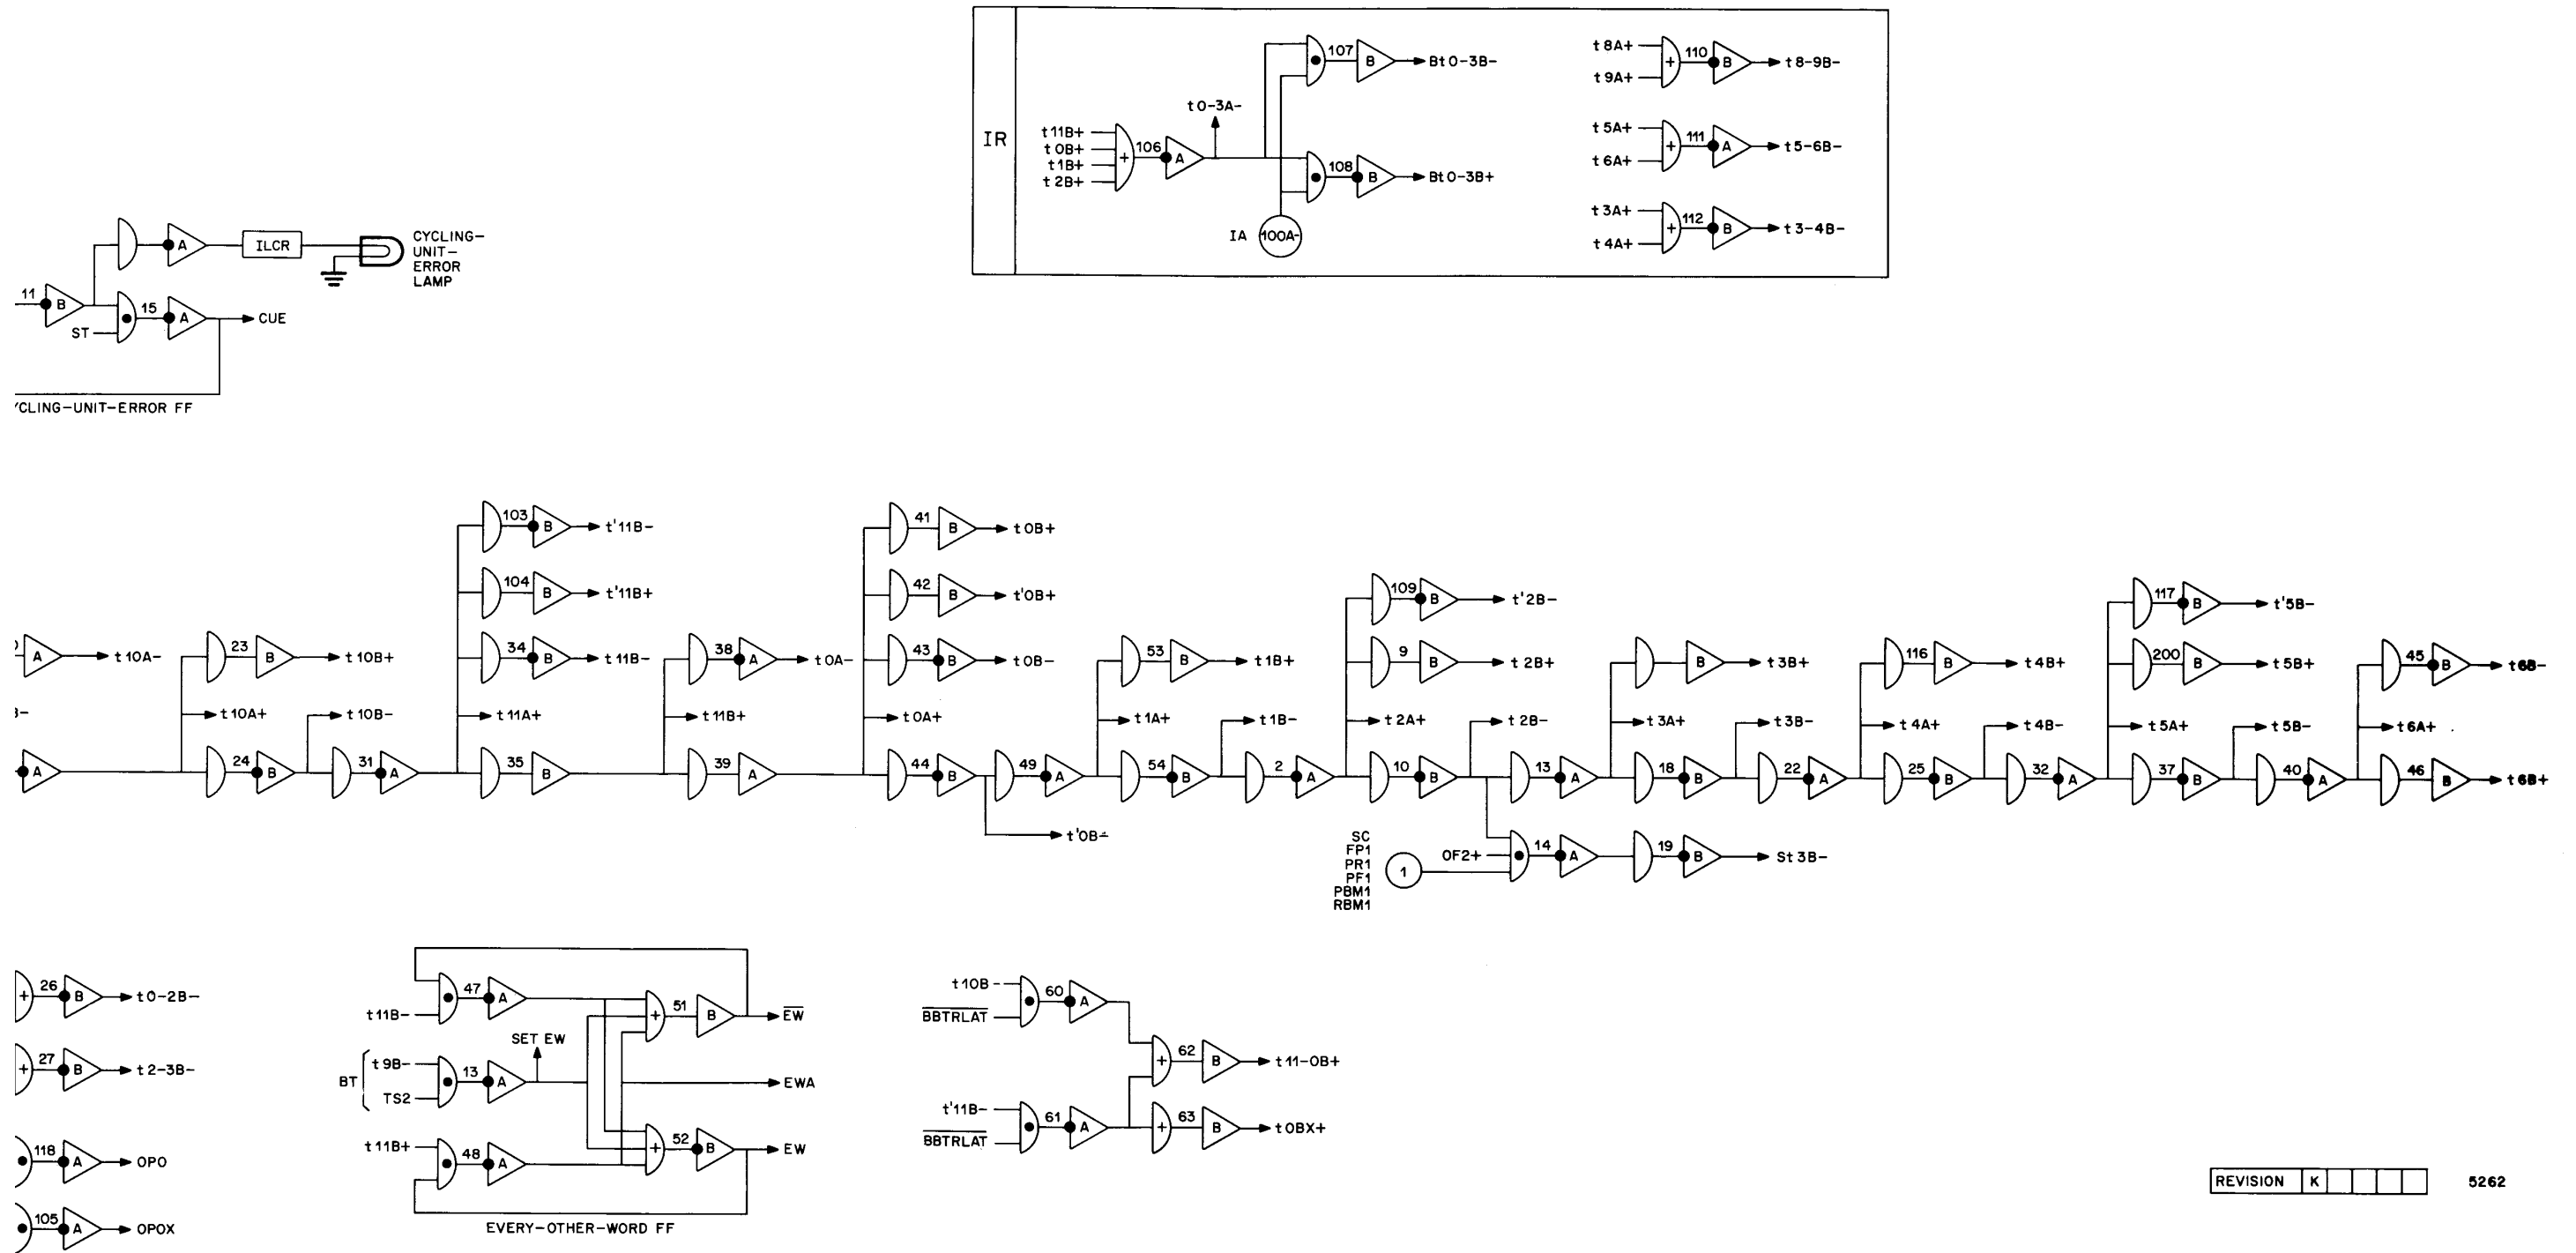 IR
t11B+
t0B+
t1B+
t2B+
+
106
A
t0-3A-
107
B
Bt0-3B-
108
B
Bt0-3B+
IA
100A-
t8A+
t9A+
+
110
B
t8-9B-
t5A+
t6A+
+
111
A
t5-6B-
t3A+
t4A+
+
112
B
t3-4B-
A
ILCR
CYCLING-
UNIT-
ERROR
LAMP
11
B
ST
15
A
CUE
YCLING-UNIT-ERROR FF
103
B
t'11B-
104
B
t'11B+
34
B
t11B-
41
B
t0B+
42
B
t'0B+
43
B
t0B-
109
B
t'2B-
9
B
t2B+
117
B
t'5B-
200
B
t5B+
A
t10A-
23
B
t10B+
38
A
t0A-
53
B
t1B+
B
t3B+
116
B
t4B+
45
B
t6B-
B-
t10A+
t10B-
t11A+
t11B+
t0A+
t1A+
t1B-
t2A+
t2B-
t3A+
t3B-
t4A+
t4B-
t5A+
t5B-
t6A+
A
24
B
31
A
35
B
39
A
44
B
49
A
54
B
2
A
10
B
13
A
18
B
22
A
25
B
32
A
37
B
40
A
46
B
t6B+
t'0B-
SC
FP1
PR1
PF1
PBM1
RBM1
1
OF2+
14
A
19
B
St3B-
+
26
B
t0-2B-
+
27
B
t2-3B-
118
A
OPO
105
A
OPOX
t11B-
47
A
+
51
B
EW
SET EW
BT
t9B-
TS2
13
A
EWA
t11B+
48
A
+
52
B
EW
EVERY-OTHER-WORD FF
t10B-
BBTRLAT
60
A
+
62
B
t11-0B+
t'11B-
BBTRLAT
61
A
+
63
B
t0BX+
REVISION K
5262